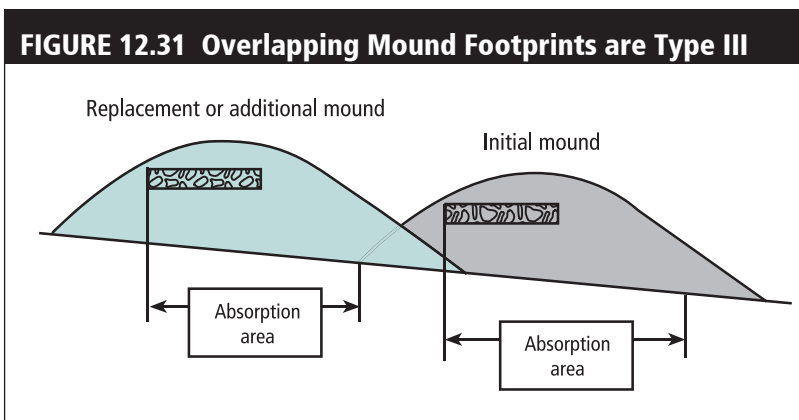 FIGURE 12.31 Overlapping Mound Footprints are Type III
Replacement or additional mound
Initial mound
Absorption
area
Absorption
area